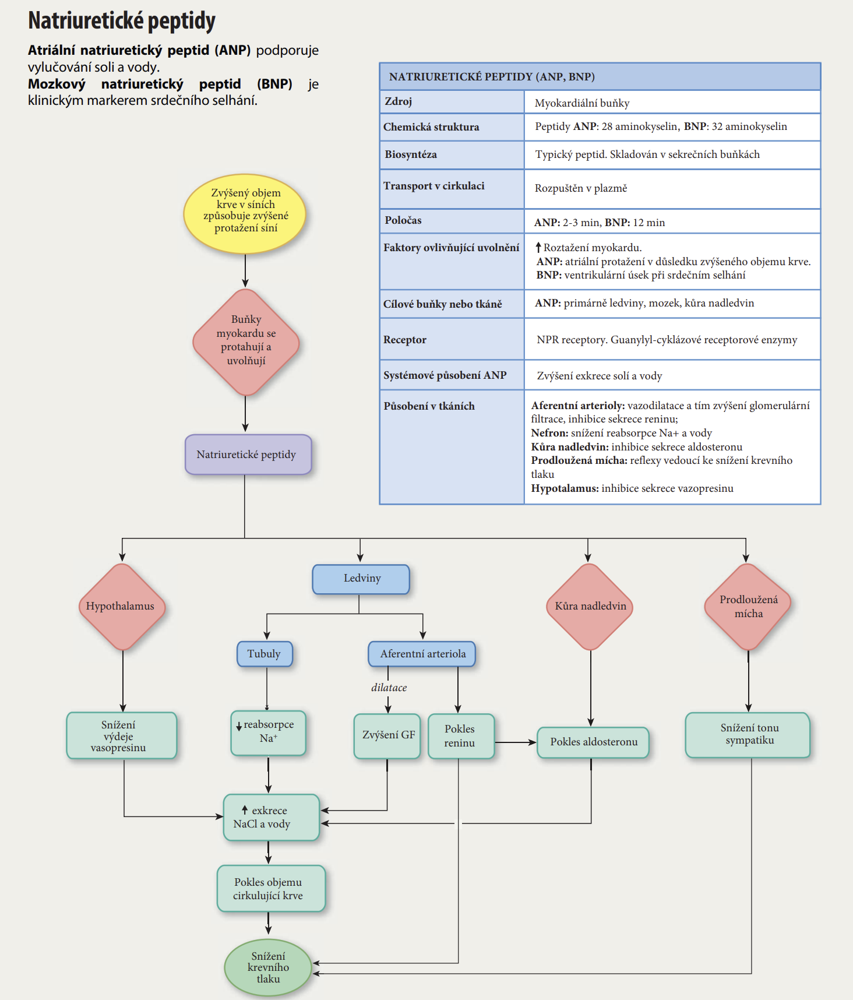 Natriuretické peptidy
Atriální natriuretický peptid (ANP) podporuje
vylučování soli a vody.
Mozkový natriuretický peptid (BNP) je
klinickým markerem srdečního selhání.
NATRIURETICKÉ PEPTIDY (ANP, BNP)
Zdroj
Myokardiální buňky
Chemická struktura
Peptidy ANP: 28 aminokyselin, BNP: 32 aminokyselin
Biosyntéza
Typický peptid. Skladován v sekrečních buňkách
Transport v cirkulaci
Rozpuštěn v plazmě
Poločas
ANP: 2-3 min, BNP: 12 min
Faktory ovlivňující uvolnění
↑ Roztažení myokardu.
ANP: atriální protažení v důsledku zvýšeného objemu krve.
BNP: ventrikulární úsek při srdečním selhání
Cílové buňky nebo tkáně
ANP: primárně ledviny, mozek, kůra nadledvin
Receptor
NPR receptory. Guanylyl-cyklázové receptorové enzymy
Systémové působení ANP
Zvýšení exkrece solí a vody
Působení v tkáních
Aferentní arterioly: vazodilatace a tím zvýšení glomerulární
filtrace, inhibice sekrece reninu;
Nefron: snížení reabsorpce Na+ a vody
Kůra nadledvin: inhibice sekrece aldosteronu
Prodloužená mícha: reflexy vedoucí ke snížení krevního
tlaku
Hypotalamus: inhibice sekrece vazopresinu
Zvýšený objem
krve v síních
způsobuje zvýšené
protažení síní
Buňky
myokardu se
protahují a
uvolňují
Natriuretické peptidy
Hypothalamus
Ledviny
Kůra nadledvin
Prodloužená
mícha
Tubuly
Aferentní arteriola
dilatace
Snížení
výdeje
vasopresinu
↓ reabsorpce
Na⁺
Zvýšení GF
Pokles
reninu
Pokles aldosteronu
Snížení tonu
sympatiku
↑ exkrece
NaCl a vody
Pokles objemu
cirkulující krve
Snížení
krevního
tlaku